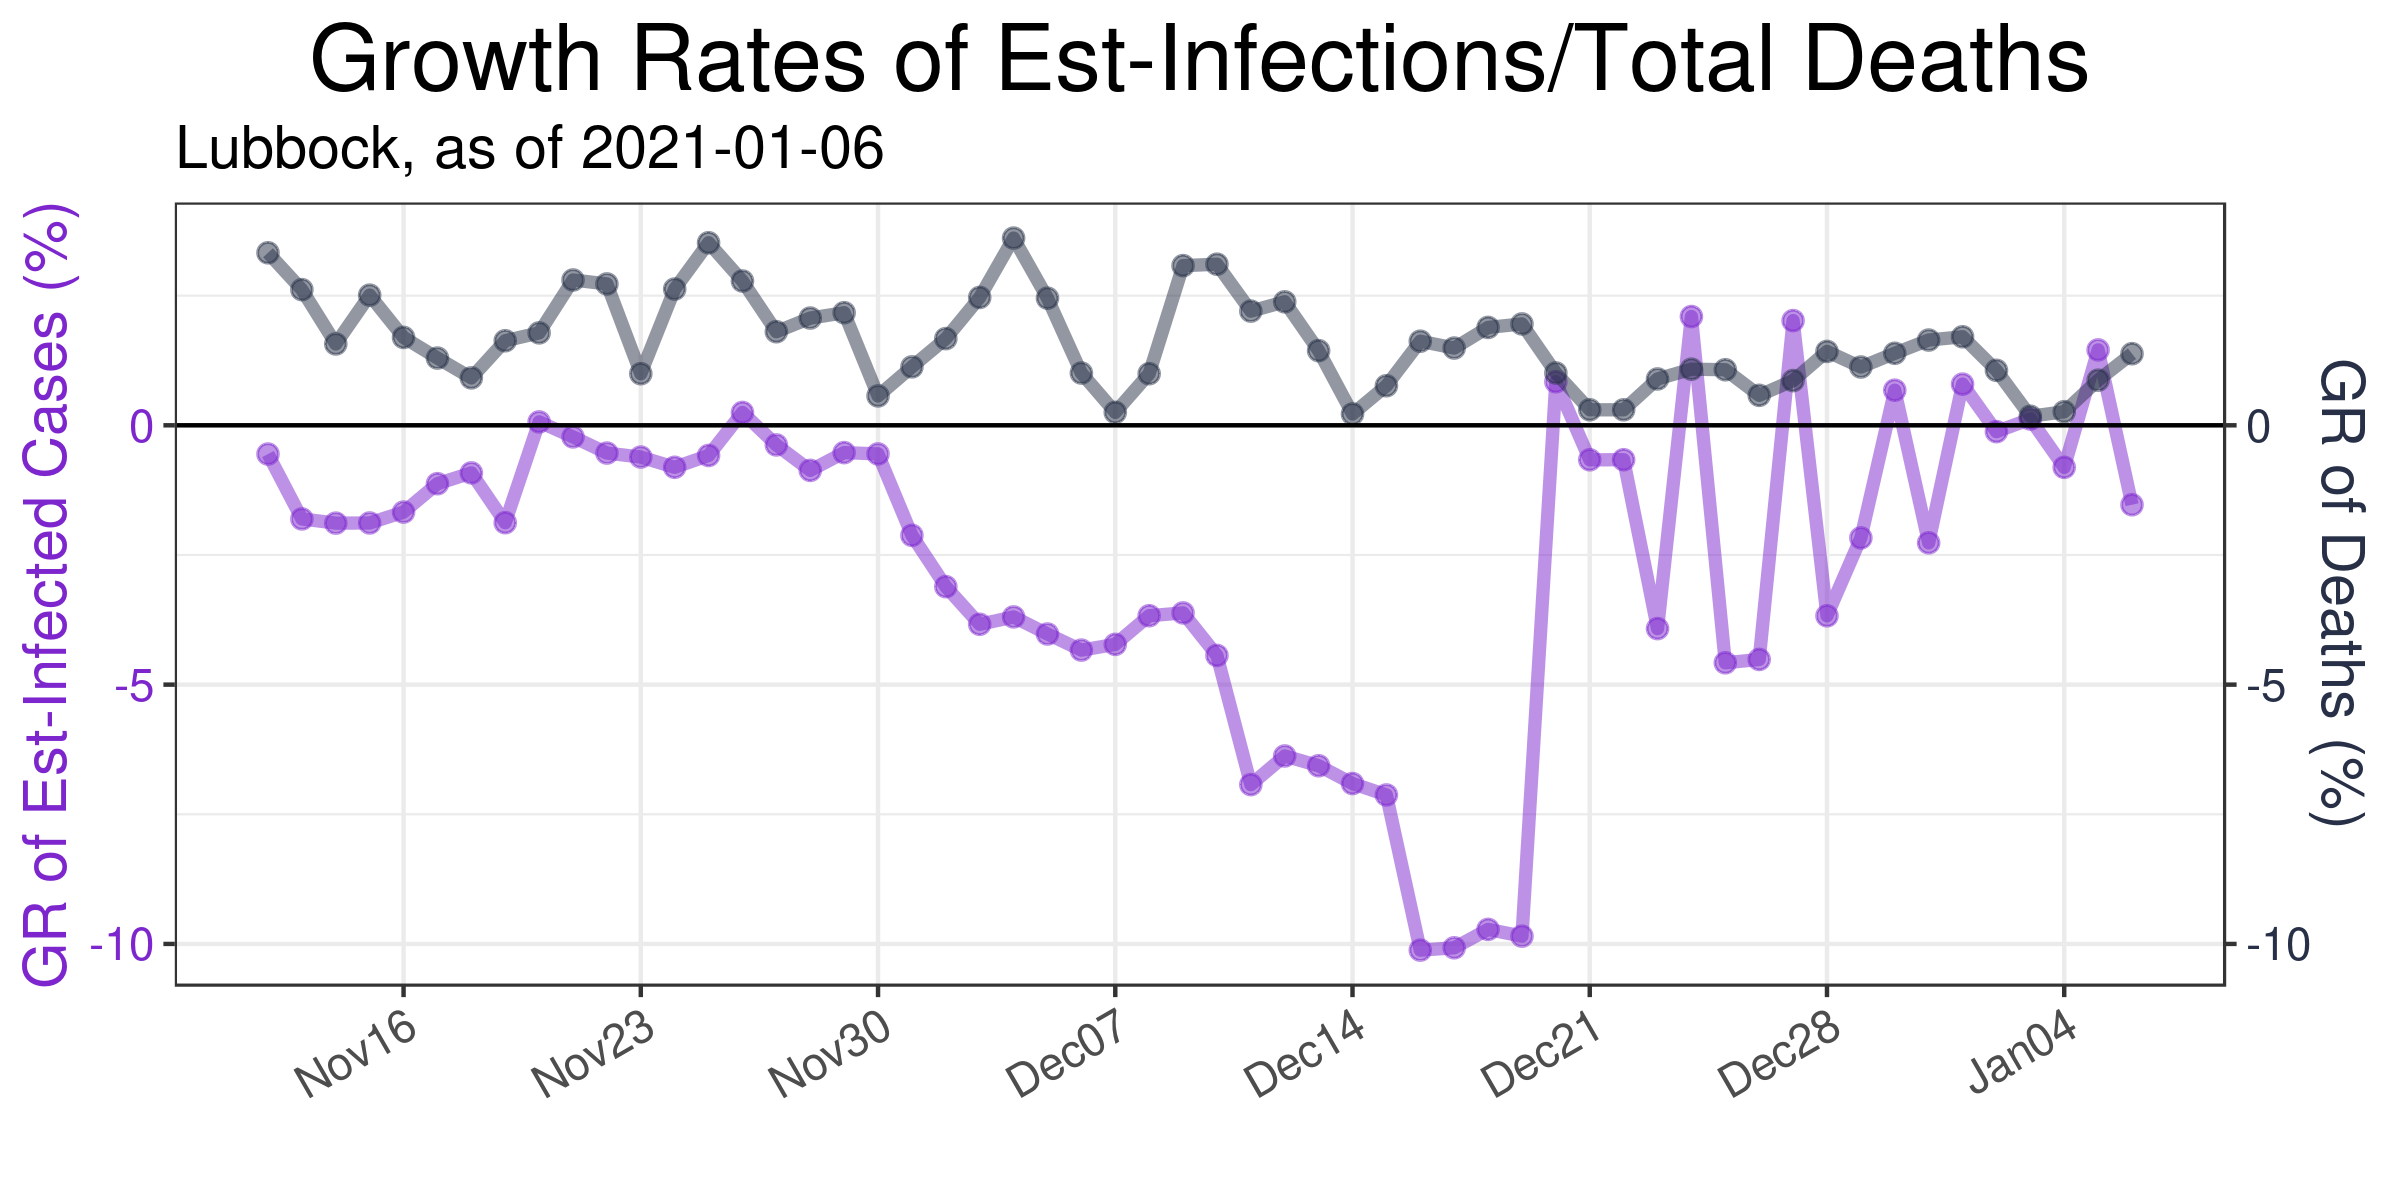 Growth Rates of Est-Infections/Total Deaths
Lubbock, as of 2021-01-06
GR of Est-Infected Cases (%)
0
-5
-10
0
-5
-10
GR of Deaths (%)
Nov16
Nov23
Nov30
Dec07
Dec14
Dec21
Dec28
Jan04